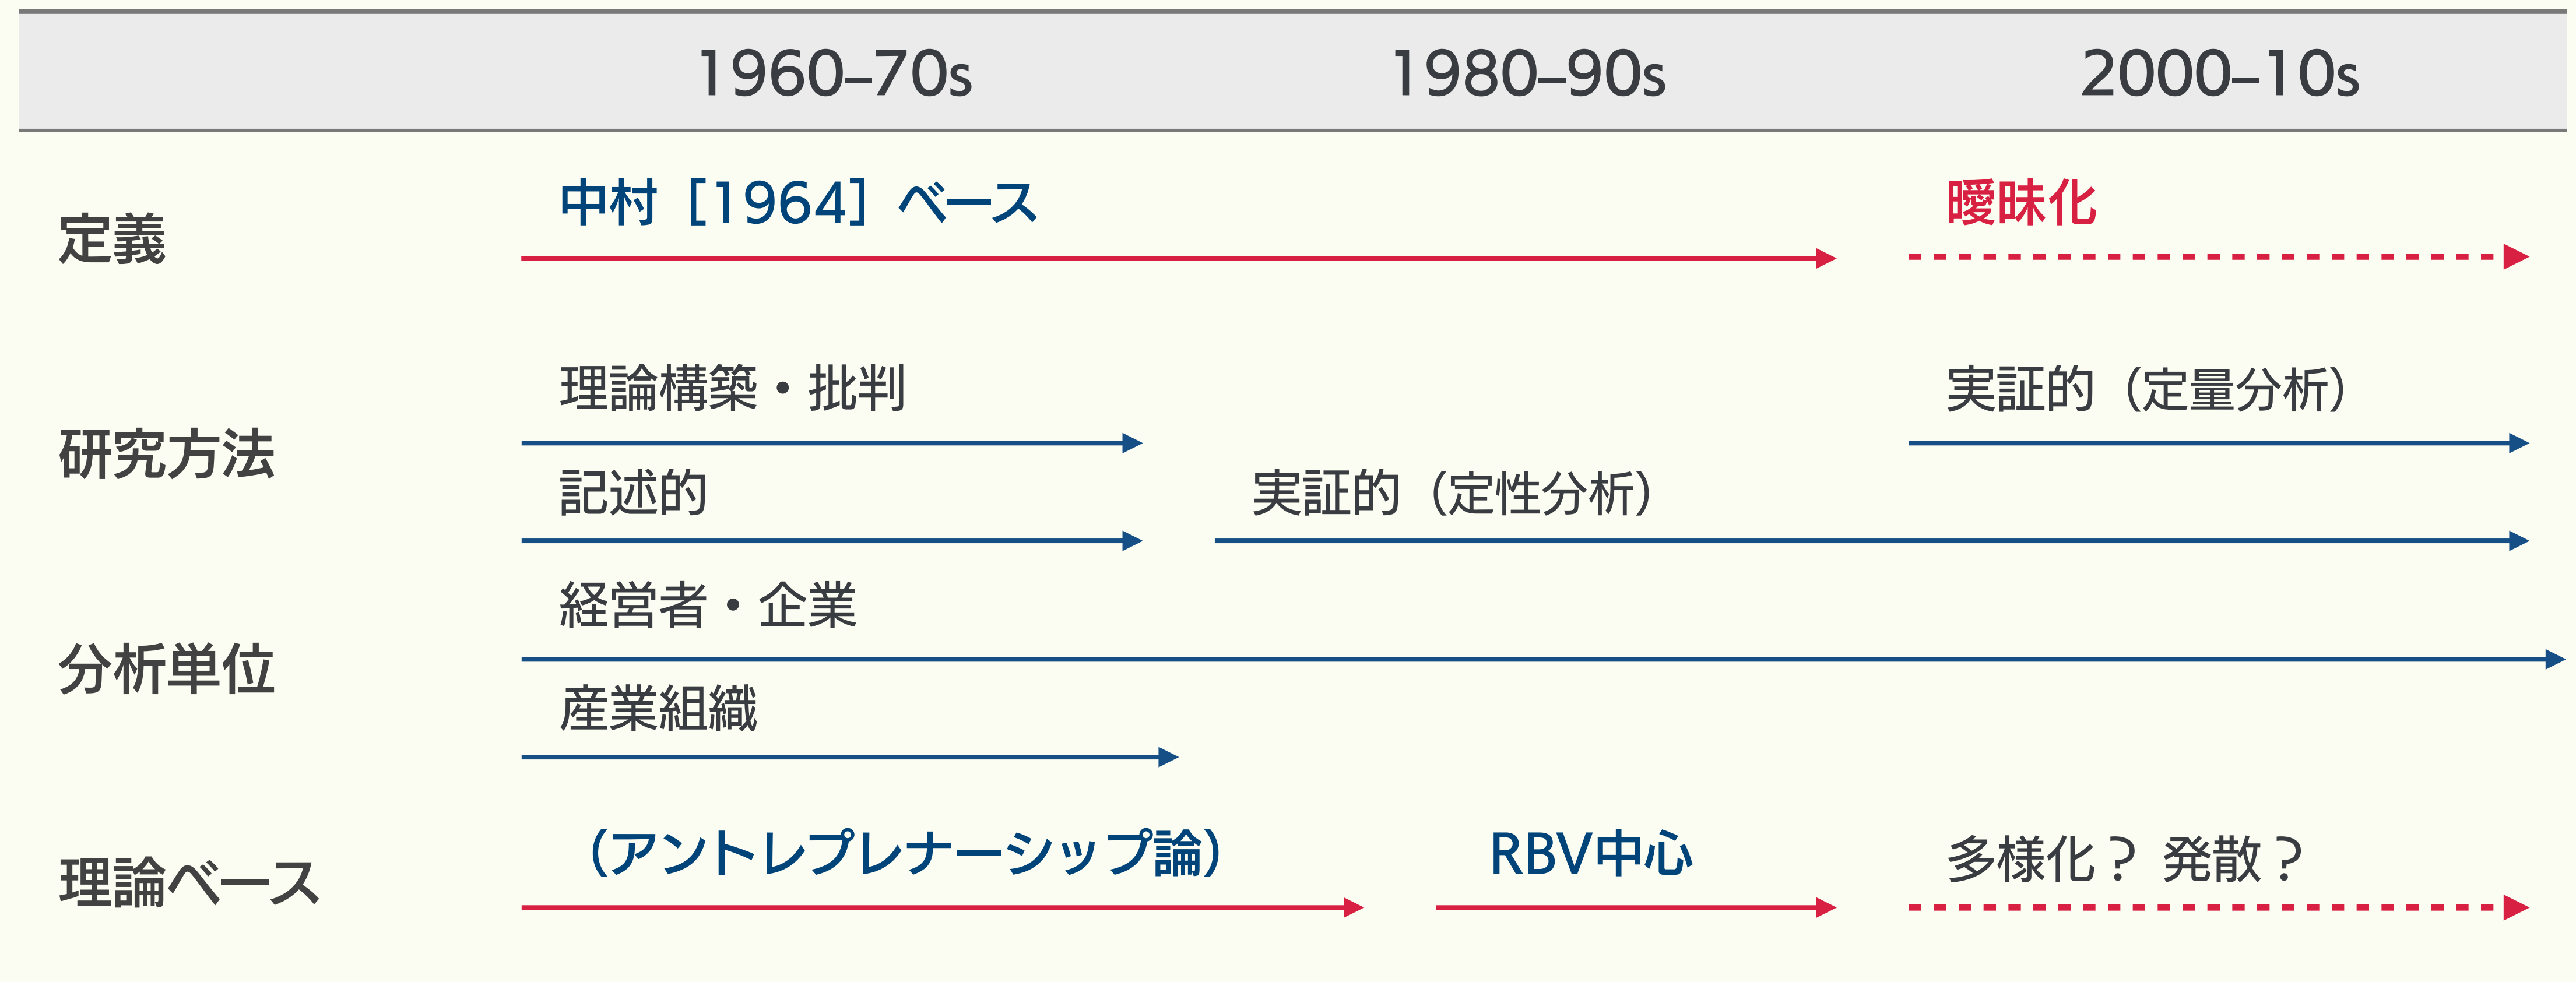 1960–70s 1980–90s 2000–10s
定義
中村［1964］ベース
曖昧化
研究方法
理論構築・批判
実証的（定量分析）
記述的
実証的（定性分析）
分析単位
経営者・企業
産業組織
理論ベース
（アントレプレナーシップ論）
RBV中心
多様化？ 発散？